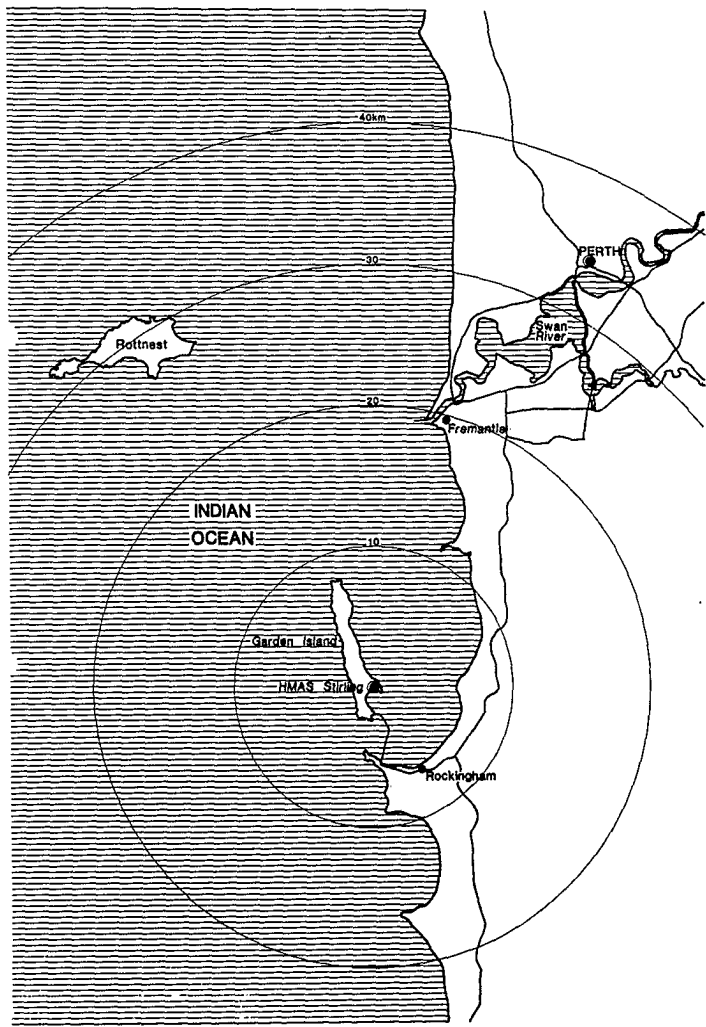 40km
PERTH
30
Rottnest
Swan
River
20
Fremantle
INDIAN
OCEAN
10
Garden Island
HMAS Stirling
Rockingham